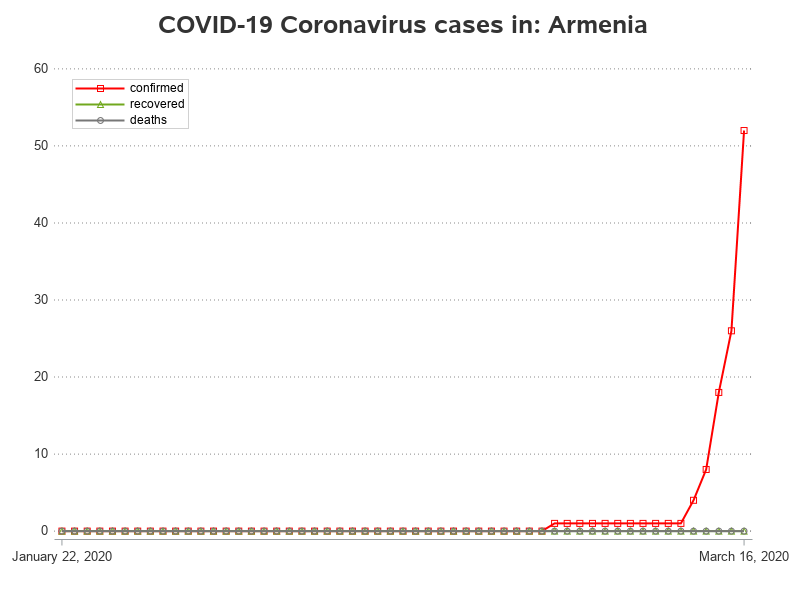 COVID-19 Coronavirus cases in: Armenia
60
confirmed
recovered
deaths
50
40
30
20
10
0
January 22, 2020
March 16, 2020